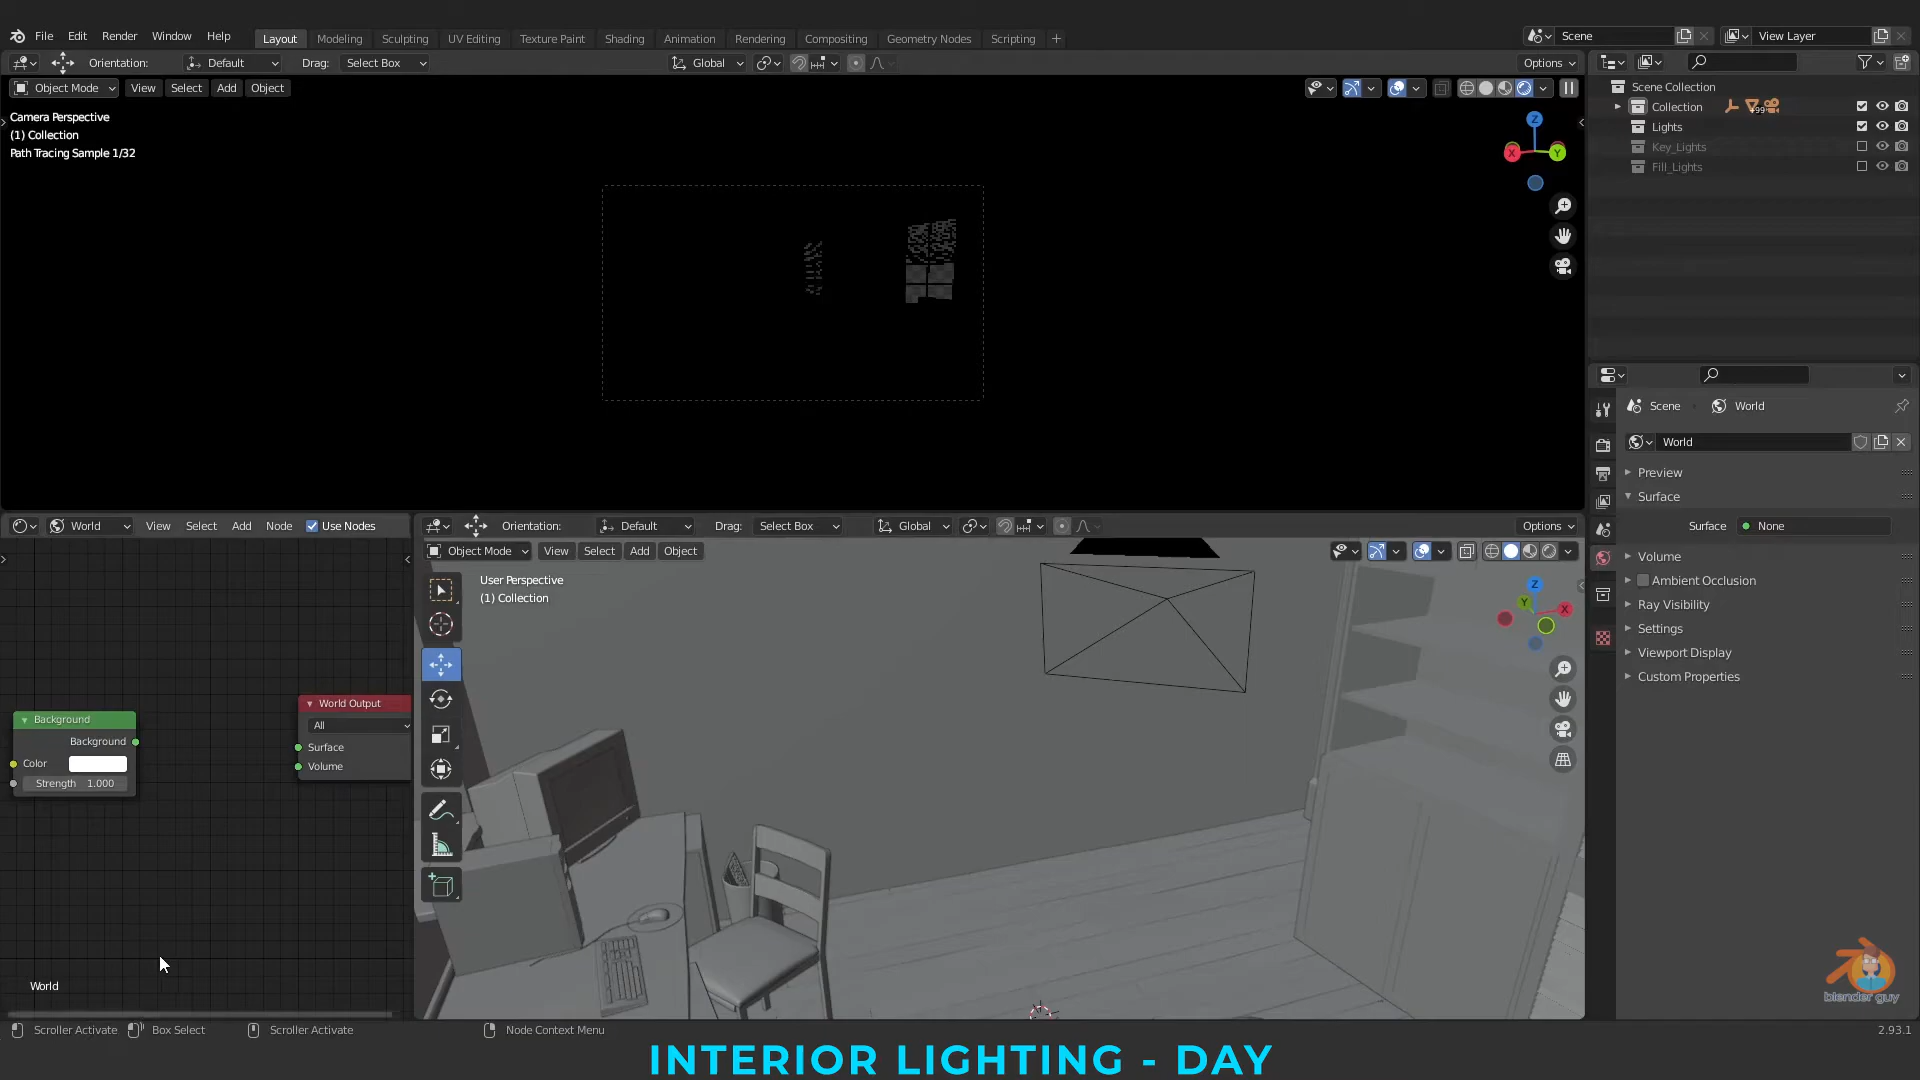 File Edit Render Window Help Layout Modeling Sculpting UV Editing Texture Paint Shading Animation Rendering Compositing Geometry Nodes Scripting + Scene View Layer
Orientation: Default Drag: Select Box Global Options
Object Mode View Select Add Object
Camera Perspective
(1) Collection
Path Tracing Sample 1/32
Z
X
Y
Scene Collection
Collection +99
Lights
Key_Lights
Fill_Lights
Scene World
World
Preview
Surface
Surface None
Volume
Ambient Occlusion
Ray Visibility
Settings
Viewport Display
Custom Properties
World View Select Add Node Use Nodes
Background
Background
Color
Strength 1.000
World Output
All
Surface
Volume
World
Orientation: Default Drag: Select Box Global Options
Object Mode View Select Add Object
User Perspective
(1) Collection
Z
Y
X
blender guy
Scroller Activate Box Select Scroller Activate Node Context Menu 2.93.1
INTERIOR LIGHTING - DAY